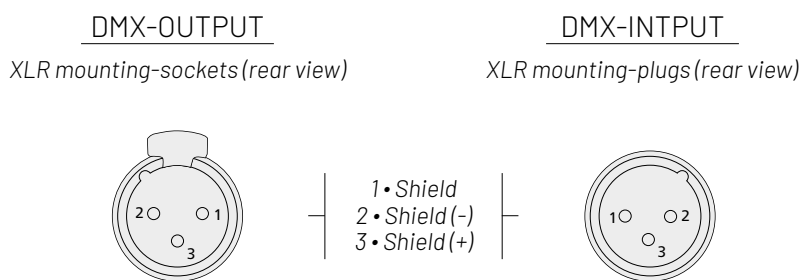 DMX-OUTPUT
XLR mounting-sockets (rear view)
DMX-INTPUT
XLR mounting-plugs (rear view)
2 1
3
1 • Shield
2 • Shield (-)
3 • Shield (+)
1 2
3